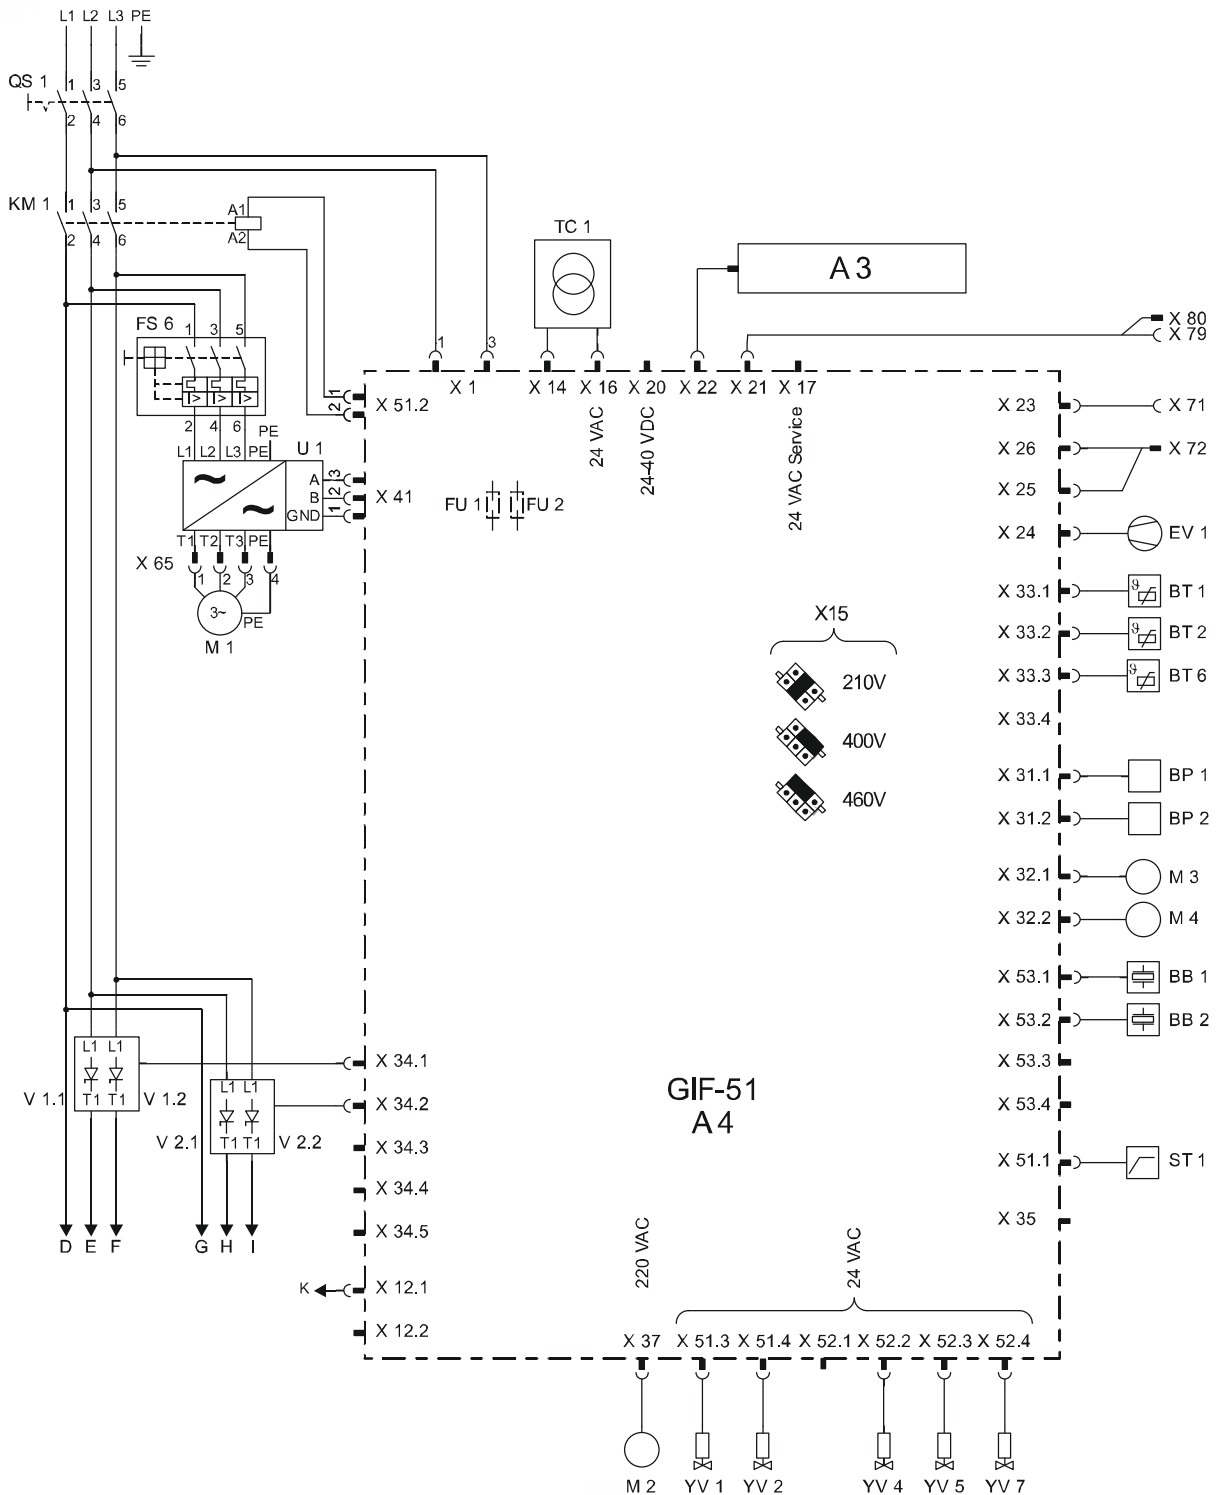 L1 L2 L3 PE
QS 1
1 3 5
2 4 6
KM 1
1 3 5
2 4 6
A1
A2
TC 1
A 3
X 80
X 79
FS 6
1 3 5
I> I> I>
2 4 6
PE
1
3
X 1
X 14
X 16
X 20
X 22
X 21
X 17
24 VAC
24-40 VDC
24 VAC Service
1
2
X 51.2
X 23
X 71
X 26
X 72
X 25
X 24
EV 1
L1 L2 L3 PE
U 1
~
~
A
B
GND
3
2
1
X 41
T1 T2 T3 PE
FU 1
FU 2
X 65
1 2 3 4
3~
PE
M 1
X15
210V
400V
460V
X 33.1
ϑ
BT 1
X 33.2
ϑ
BT 2
X 33.3
ϑ
BT 6
X 33.4
X 31.1
BP 1
X 31.2
BP 2
X 32.1
M 3
X 32.2
M 4
X 53.1
BB 1
X 53.2
BB 2
X 53.3
X 53.4
X 51.1
ST 1
X 35
L1 L1
V 1.1
T1 T1
V 1.2
L1 L1
V 2.1
T1 T1
V 2.2
X 34.1
X 34.2
X 34.3
X 34.4
X 34.5
GIF-51
A 4
D E F G H I
K
X 12.1
X 12.2
220 VAC
24 VAC
X 37
X 51.3
X 51.4
X 52.1
X 52.2
X 52.3
X 52.4
M 2
YV 1
YV 2
YV 4
YV 5
YV 7